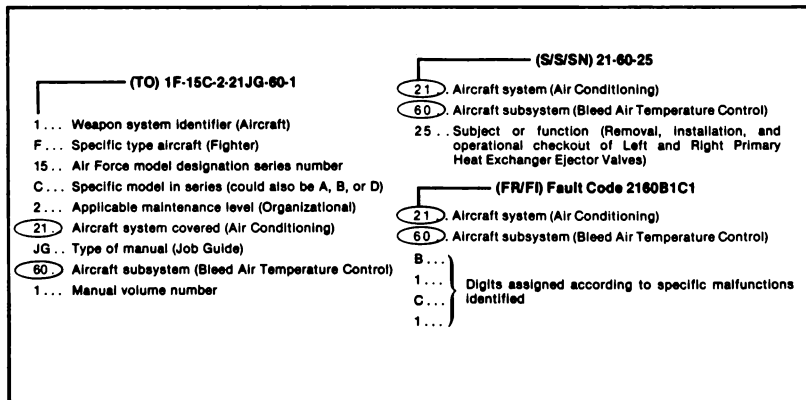 (TO) 1F-15C-2-21JG-60-1
1... Weapon system identifier (Aircraft)
F... Specific type aircraft (Fighter)
15.. Air Force model designation series number
C... Specific model in series (could also be A, B, or D)
2... Applicable maintenance level (Organizational)
21. Aircraft system covered (Air Conditioning)
JG.. Type of manual (Job Guide)
60. Aircraft subsystem (Bleed Air Temperature Control)
1... Manual volume number
(S/S/SN) 21-60-25
21. Aircraft system (Air Conditioning)
60. Aircraft subsystem (Bleed Air Temperature Control)
25.. Subject or function (Removal, installation, and
operational checkout of Left and Right Primary
Heat Exchanger Ejector Valves)
(FR/FI) Fault Code 2160B1C1
21. Aircraft system (Air Conditioning)
60. Aircraft subsystem (Bleed Air Temperature Control)
B...
1...
C...
1...
Digits assigned according to specific malfunctions
identified